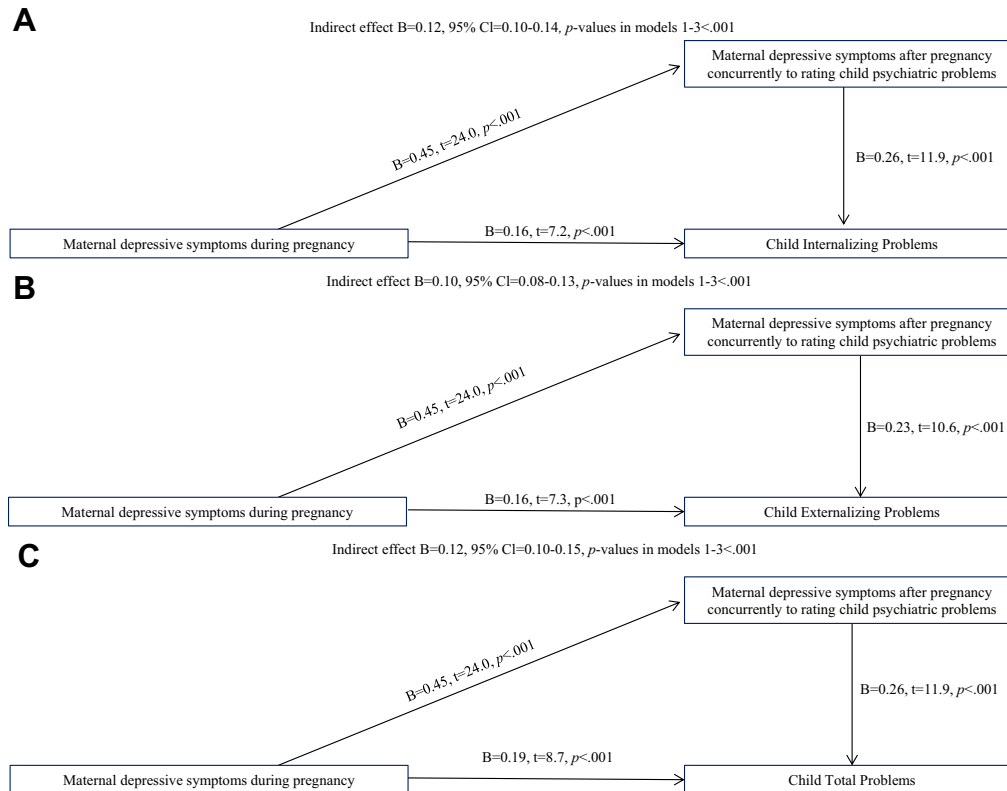 A
Indirect effect B=0.12, 95% Cl=0.10-0.14, p-values in models 1-3<.001
Maternal depressive symptoms after pregnancy
concurrently to rating child psychiatric problems
B=0.45, t=24.0, p<.001
B=0.26, t=11.9, p<.001
B=0.16, t=7.2, p<.001
Maternal depressive symptoms during pregnancy
Child Internalizing Problems
B
Indirect effect B=0.10, 95% Cl=0.08-0.13, p-values in models 1-3<.001
Maternal depressive symptoms after pregnancy
concurrently to rating child psychiatric problems
B=0.45, t=24.0, p<.001
B=0.23, t=10.6, p<.001
B=0.16, t=7.3, p<.001
Maternal depressive symptoms during pregnancy
Child Externalizing Problems
C
Indirect effect B=0.12, 95% Cl=0.10-0.15, p-values in models 1-3<.001
Maternal depressive symptoms after pregnancy
concurrently to rating child psychiatric problems
B=0.45, t=24.0, p<.001
B=0.26, t=11.9, p<.001
B=0.19, t=8.7, p<.001
Maternal depressive symptoms during pregnancy
Child Total Problems